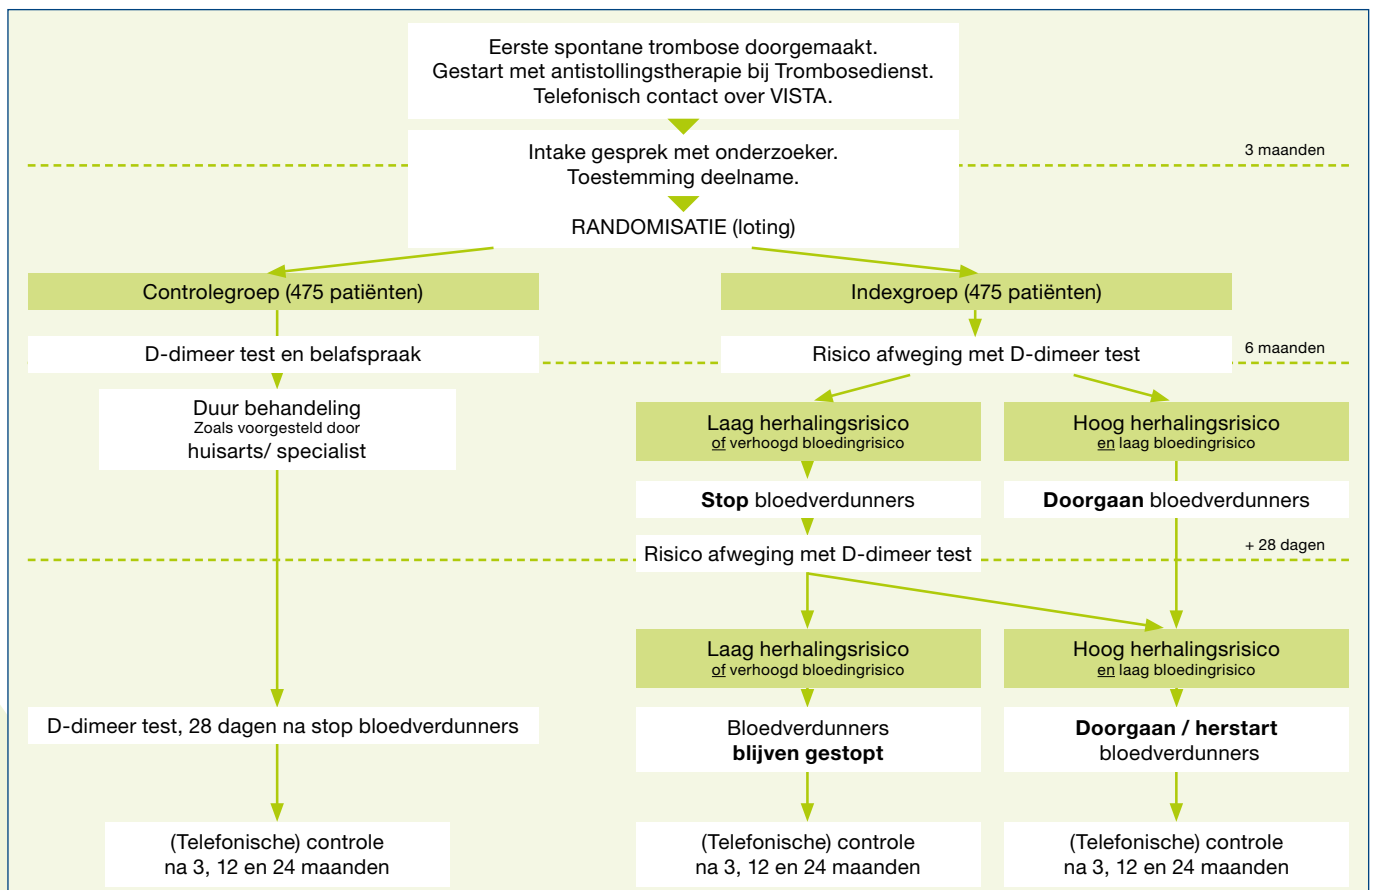 Eerste spontane trombose doorgemaakt.
Gestart met antistollingstherapie bij Trombosedienst.
Telefonisch contact over VISTA.
Intake gesprek met onderzoeker.
Toestemming deelname.
3 maanden
RANDOMISATIE (loting)
Controlegroep (475 patiënten)
Indexgroep (475 patiënten)
D-dimeer test en belafspraak
Risico afweging met D-dimeer test
6 maanden
Duur behandeling
Zoals voorgesteld door
huisarts/ specialist
Laag herhalingsrisico
of verhoogd bloedingrisico
Hoog herhalingsrisico
en laag bloedingrisico
Stop bloedverdunners
Doorgaan bloedverdunners
Risico afweging met D-dimeer test
+ 28 dagen
Laag herhalingsrisico
of verhoogd bloedingrisico
Hoog herhalingsrisico
en laag bloedingrisico
D-dimeer test, 28 dagen na stop bloedverdunners
Bloedverdunners
blijven gestopt
Doorgaan / herstart
bloedverdunners
(Telefonische) controle
na 3, 12 en 24 maanden
(Telefonische) controle
na 3, 12 en 24 maanden
(Telefonische) controle
na 3, 12 en 24 maanden